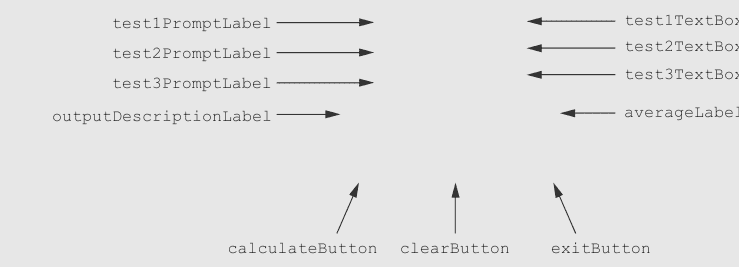 test1PromptLabel test1TextBox
test2PromptLabel test2TextBox
test3PromptLabel test3TextBox
outputDescriptionLabel averageLabel
calculateButton clearButton exitButton